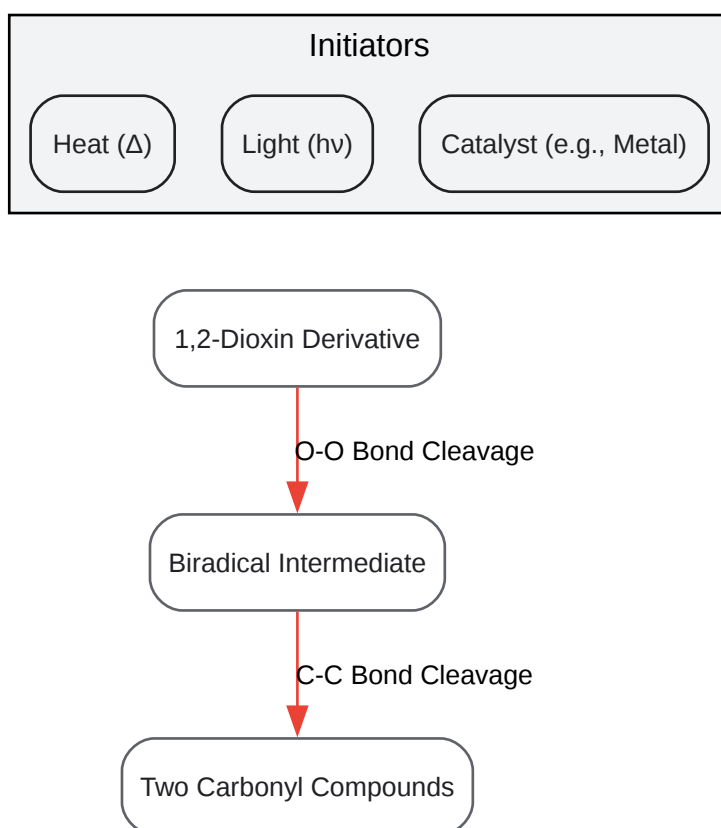 Initiators
Heat (Δ)
Light (hν)
Catalyst (e.g., Metal)
1,2-Dioxin Derivative
O-O Bond Cleavage
Biradical Intermediate
C-C Bond Cleavage
Two Carbonyl Compounds